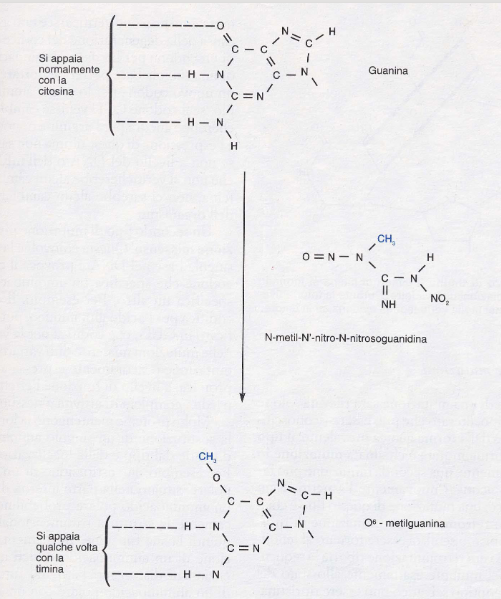 Si appaia
normalmente
con la
citosina
O
N
C
H
C
C
H – N
C
N
C = N
H – N
H
Guanina
CH3
O = N – N
H
C – N
NH
NO2
N-metil-N'-nitro-N-nitrosoguanidina
CH3
O
N
C
C
C – H
H – N
C
N
C = N
H – N
O6 - metilguanina
Si appaia
qualche volta
con la
timina